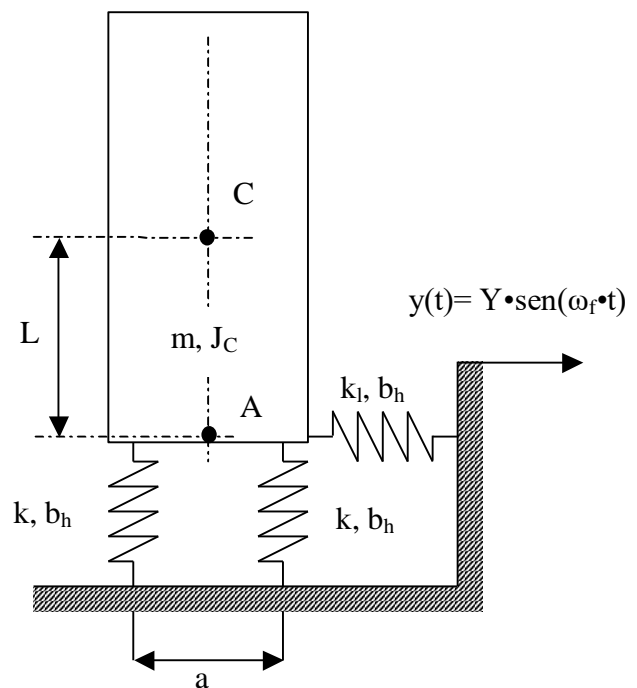 C
y(t)= Y•sen(ω_f•t)
L
m, J_C
A
k_l, b_h
k, b_h
k, b_h
a